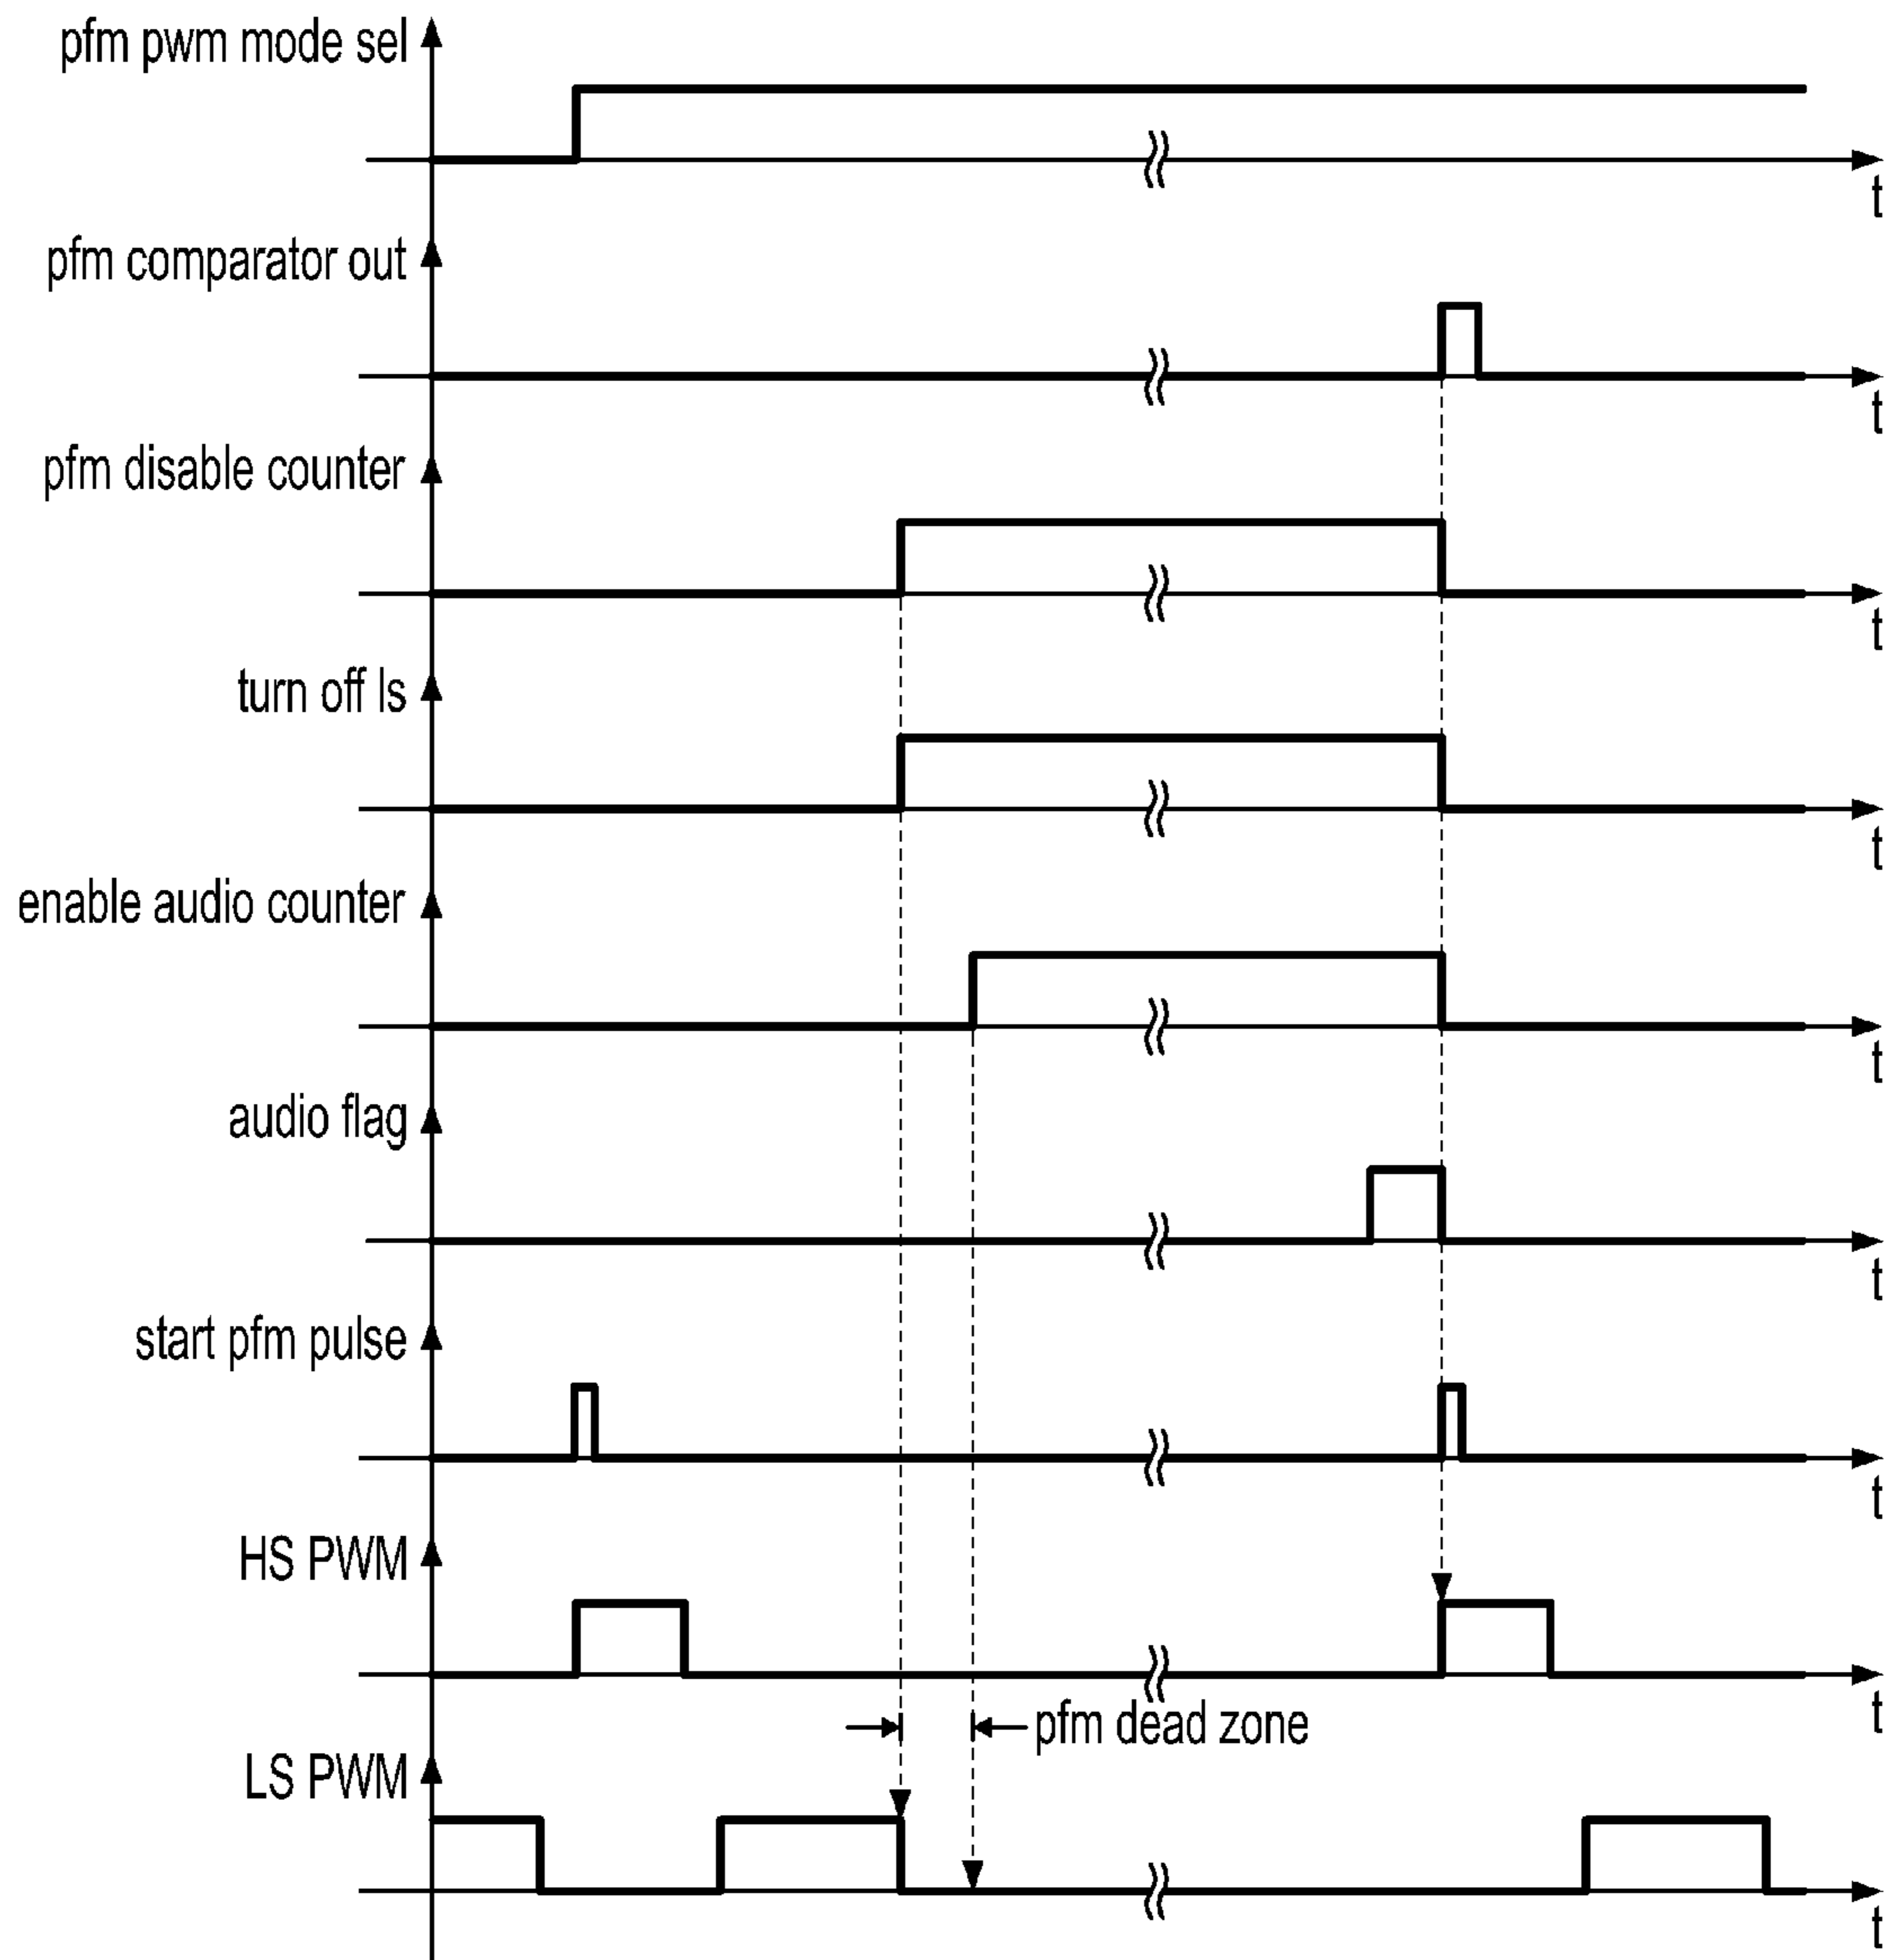 pfm pwm mode sel
t
pfm comparator out
t
pfm disable counter
t
turn off ls
t
enable audio counter
t
audio flag
t
start pfm pulse
t
HS PWM
t
pfm dead zone
LS PWM
t